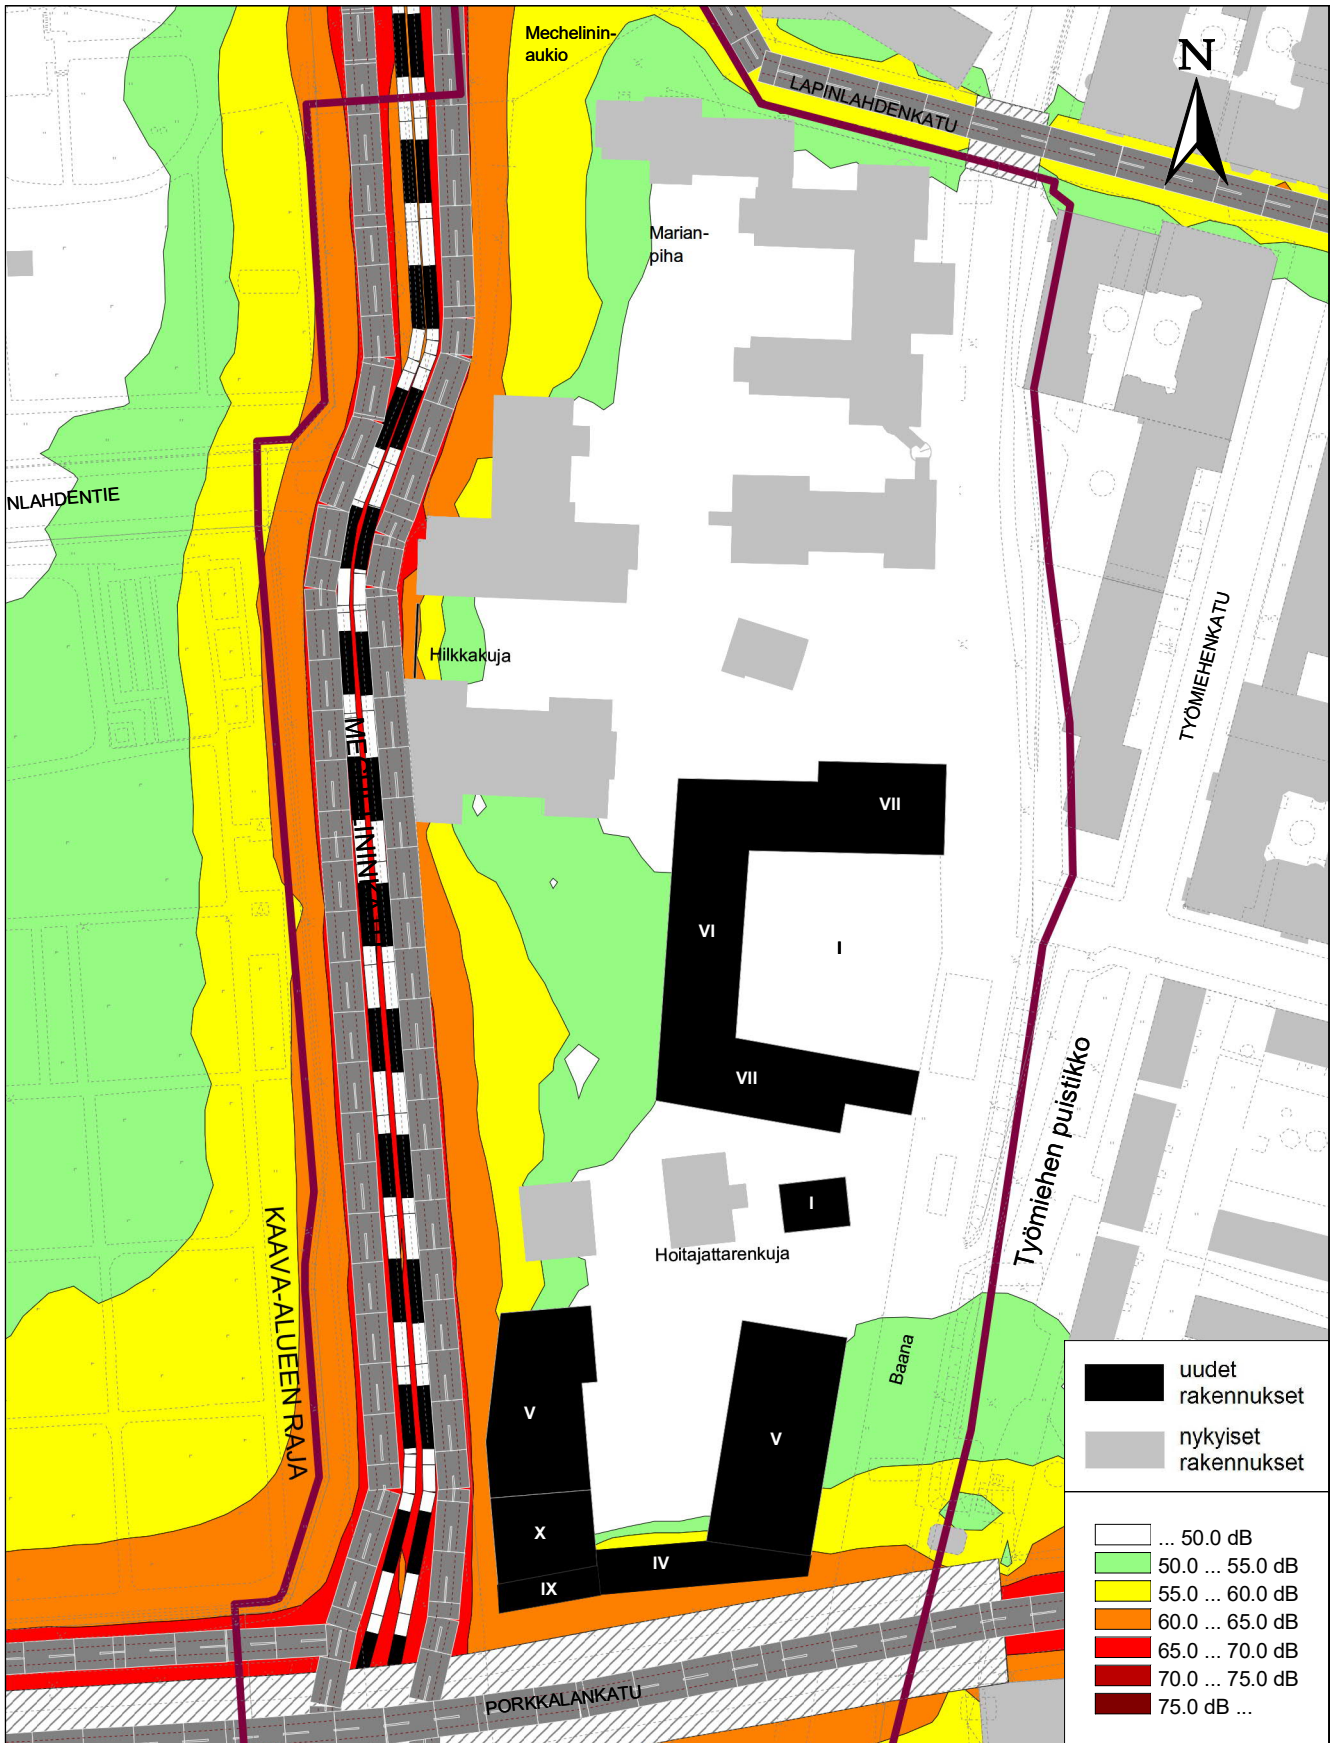 Mechelinin-
aukio
N
LAPINLAHDENKATU
Marian-
piha
NLAHDENTIE
TYÖMIEHENKATU
Hilkkakuja
VII
VI
I
VII
Työmiehen puistikko
I
Hoitajattarenkuja
KAAVA-ALUEEN RAJA
Baana
V
V
X
IV
IX
PORKKALANKATU
uudet
rakennukset
nykyiset
rakennukset
... 50.0 dB
50.0 ... 55.0 dB
55.0 ... 60.0 dB
60.0 ... 65.0 dB
65.0 ... 70.0 dB
70.0 ... 75.0 dB
75.0 dB ...